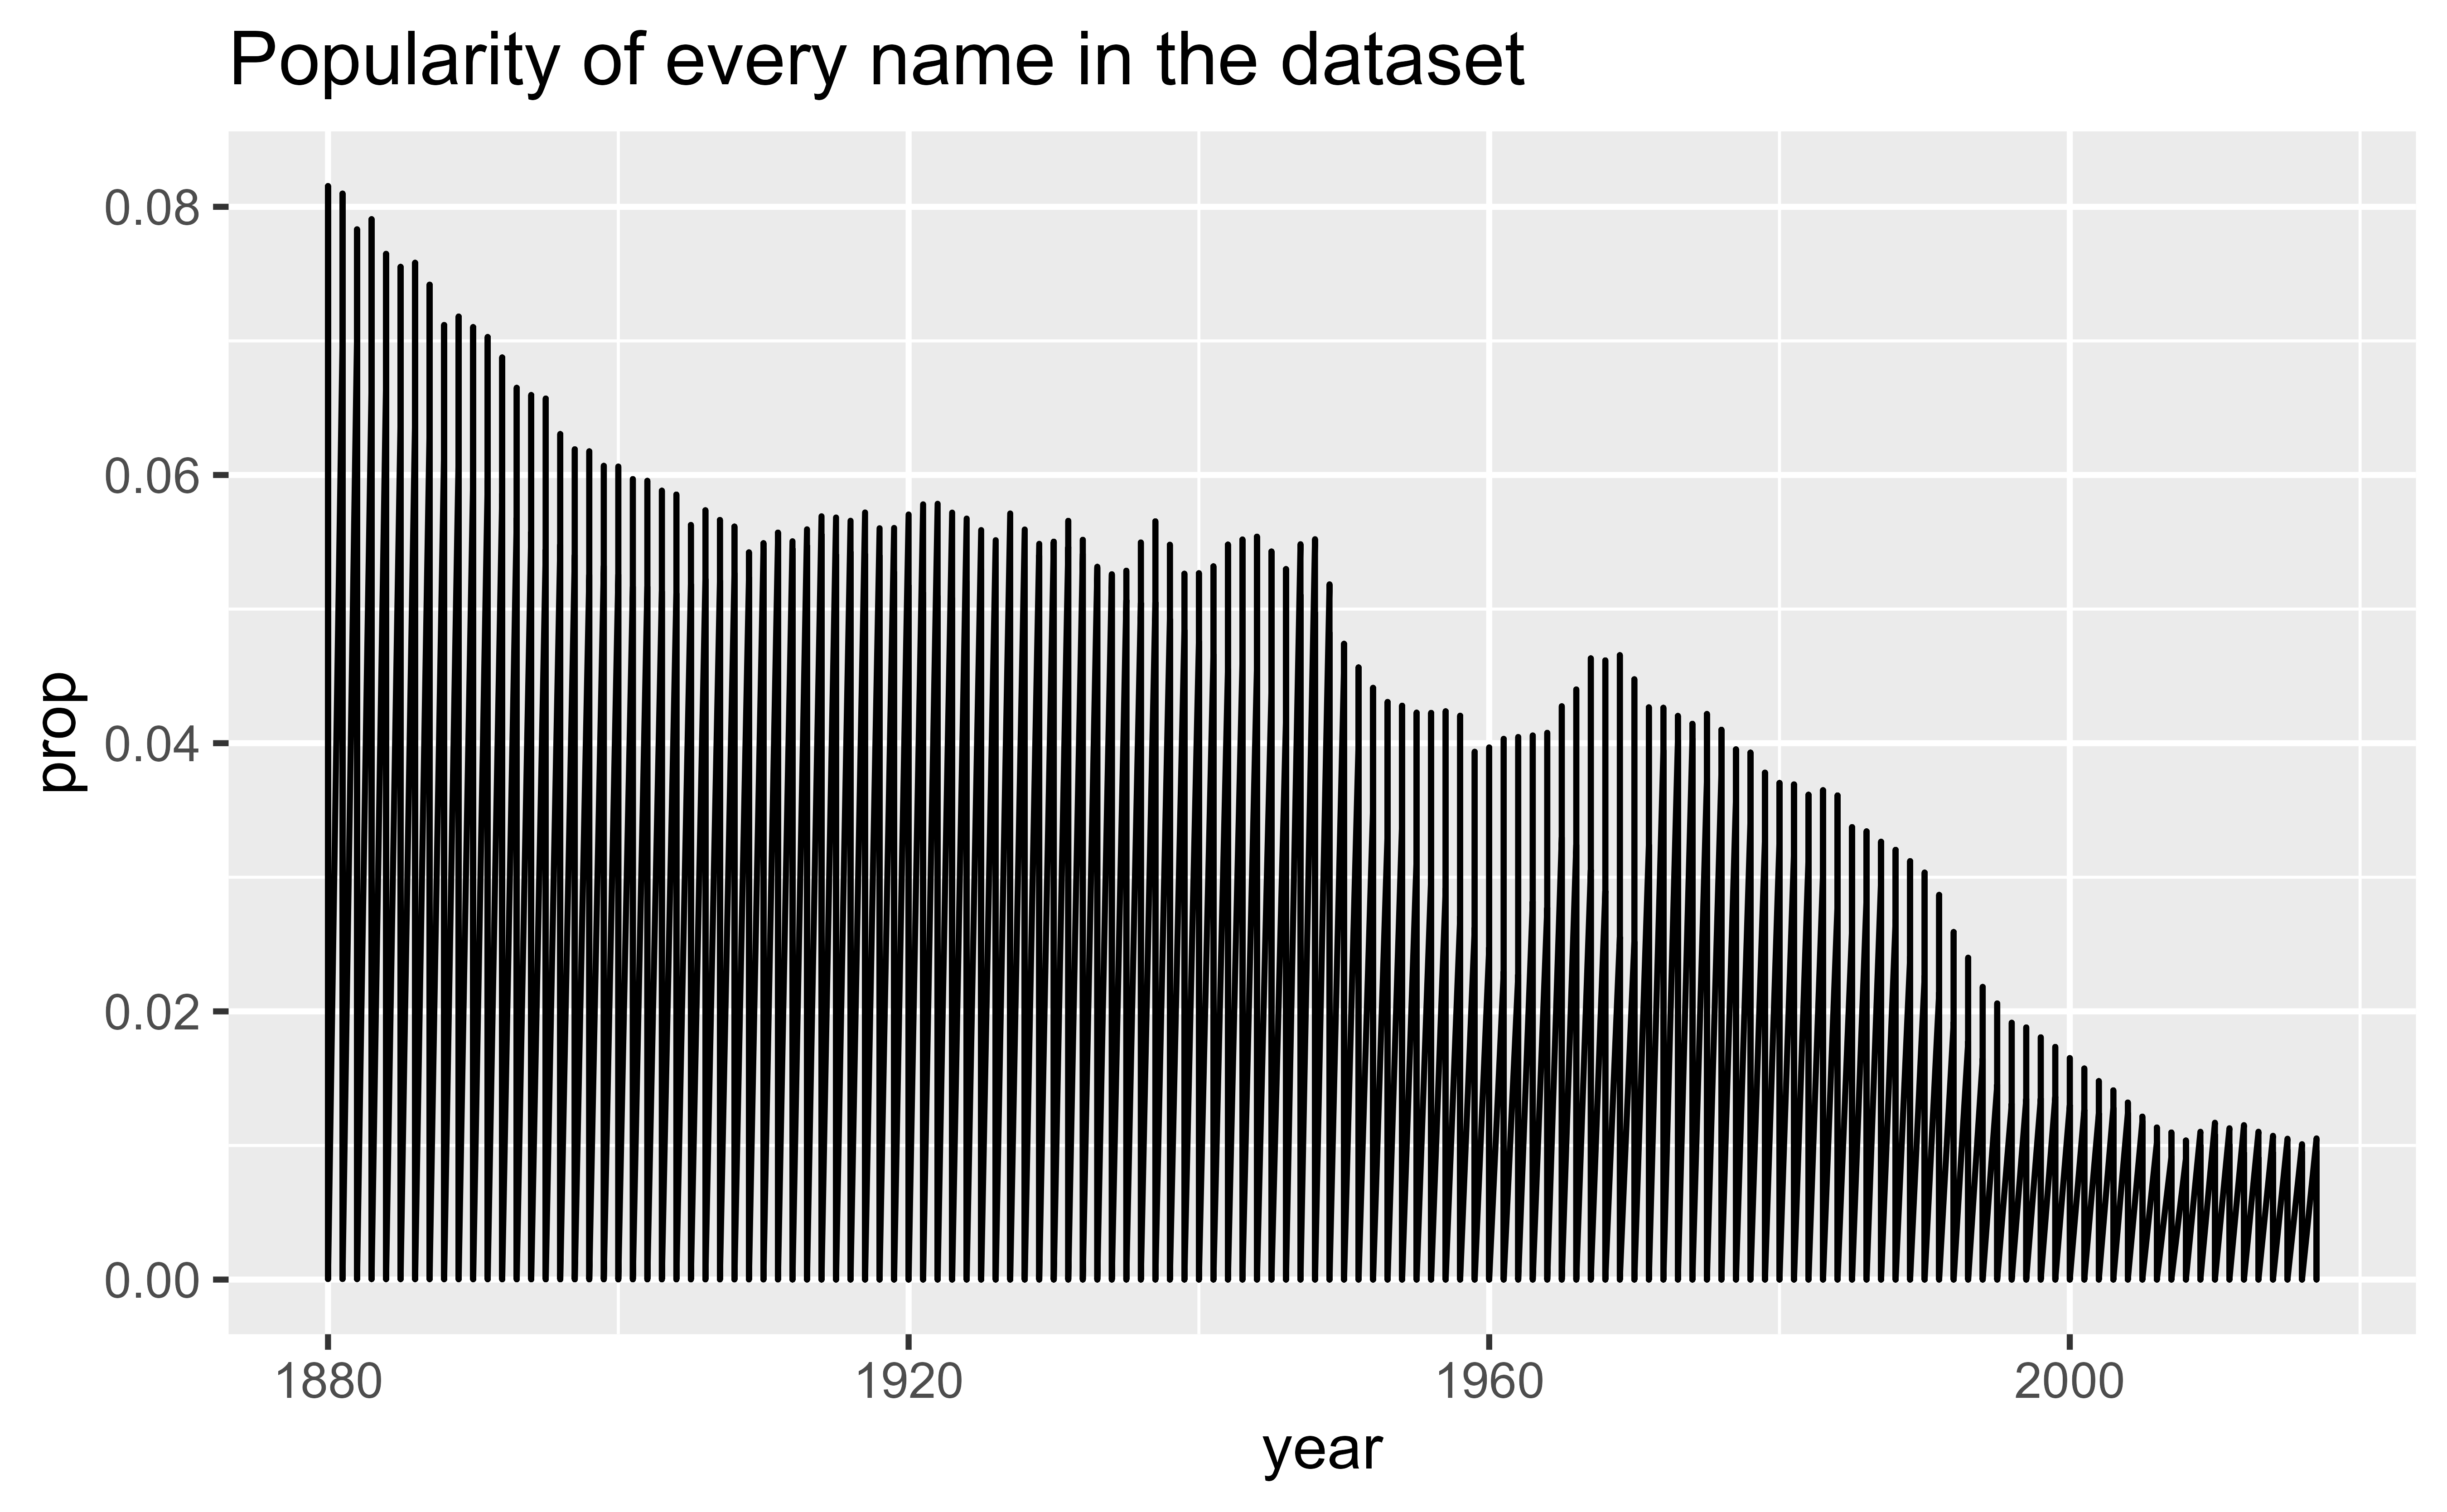 Popularity of every name in the dataset
0.08
0.06
0.04
0.02
0.00
prop
1880 1920 1960 2000
year